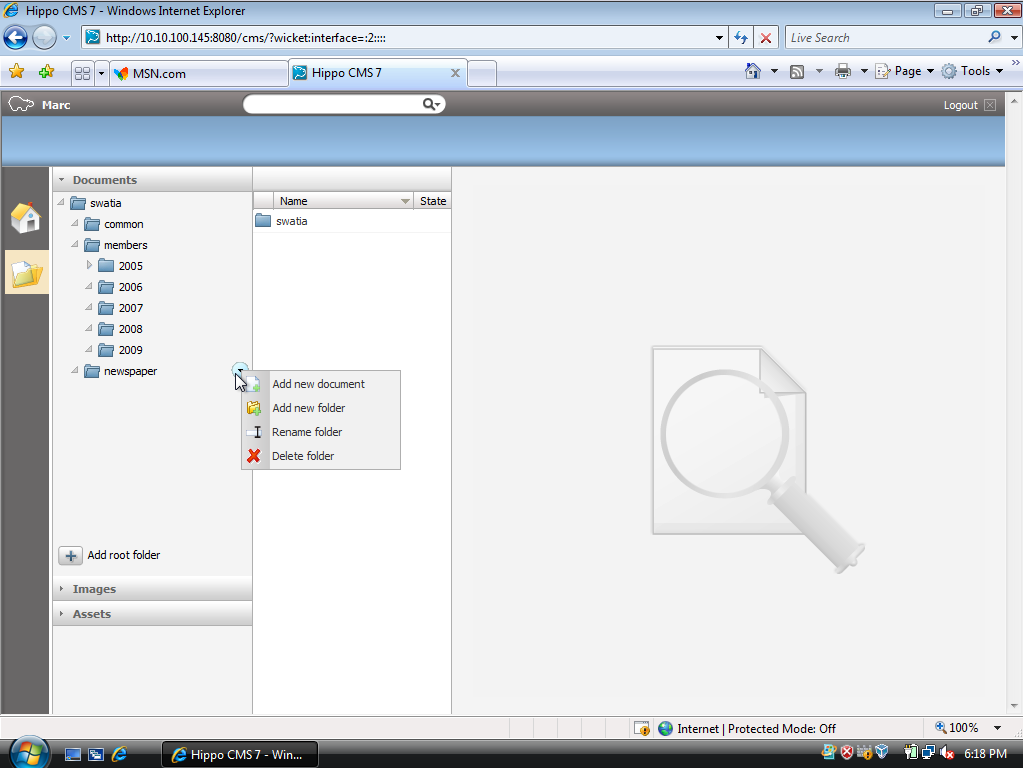 Hippo CMS 7 - Windows Internet Explorer
http://10.10.100.145:8080/cms/?wicket:interface=:2::::
Live Search
MSN.com
Hippo CMS 7
Page
Tools
Marc
Logout
Documents
swatia
common
members
2005
2006
2007
2008
2009
newspaper
Name
State
swatia
Add new document
Add new folder
Rename folder
Delete folder
Add root folder
Images
Assets
Internet | Protected Mode: Off
100%
Hippo CMS 7 - Win...
6:18 PM